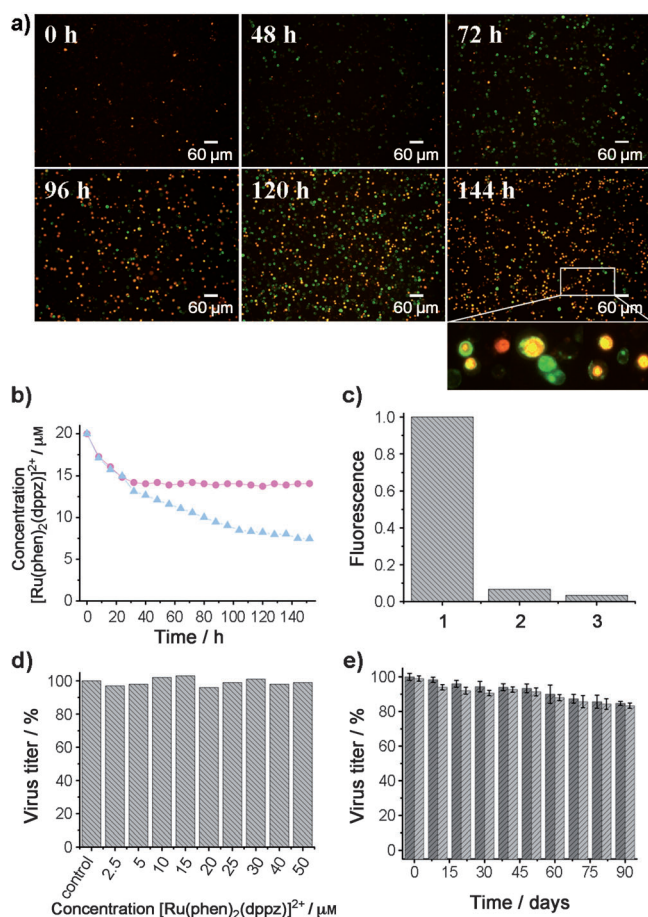 a)
0 h
48 h
72 h
60 µm
60 µm
60 µm
96 h
120 h
144 h
60 µm
60 µm
60 µm
b)
c)
20
15
10
5
0
Concentration
[Ru(phen)2(dppz)]2+ / µM
0 20 40 60 80 100 120 140
Time / h
1.0
0.8
0.6
0.4
0.2
0.0
Fluorescence
1 2 3
d)
e)
100
80
60
40
20
0
Virus titer / %
control 2.5 5 10 15 20 25 30 40 50
Concentration [Ru(phen)2(dppz)]2+ / µM
100
80
60
40
20
0
Virus titer / %
0 15 30 45 60 75 90
Time / days